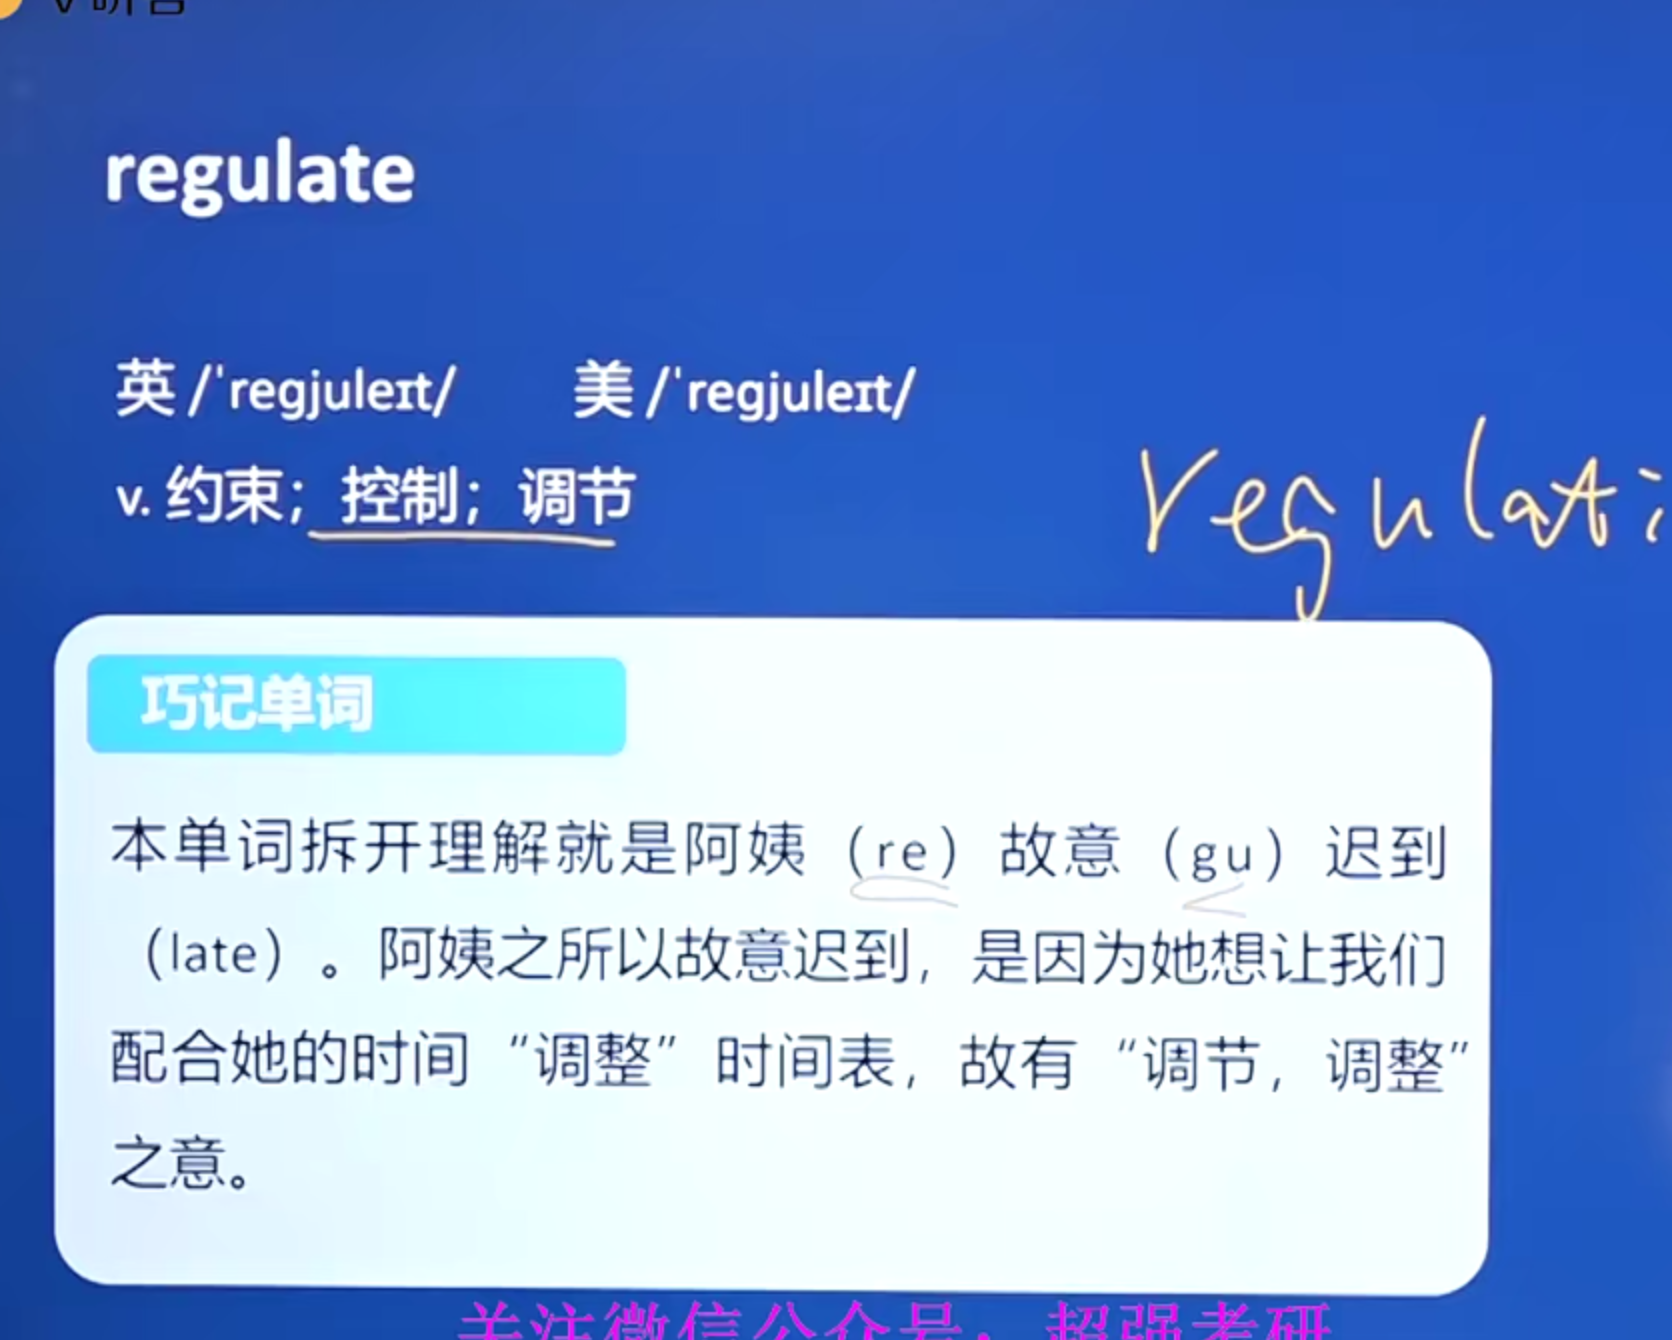 regulate
英 /ˈregjuleɪt/ 美 /ˈregjuleɪt/
v. 约束；控制；调节
regulati
巧记单词
本单词拆开理解就是阿姨（re）故意（gu）迟到
（late）。阿姨之所以故意迟到，是因为她想让我们
配合她的时间“调整”时间表，故有“调节，调整”
之意。
关注微信公众号：超强考研